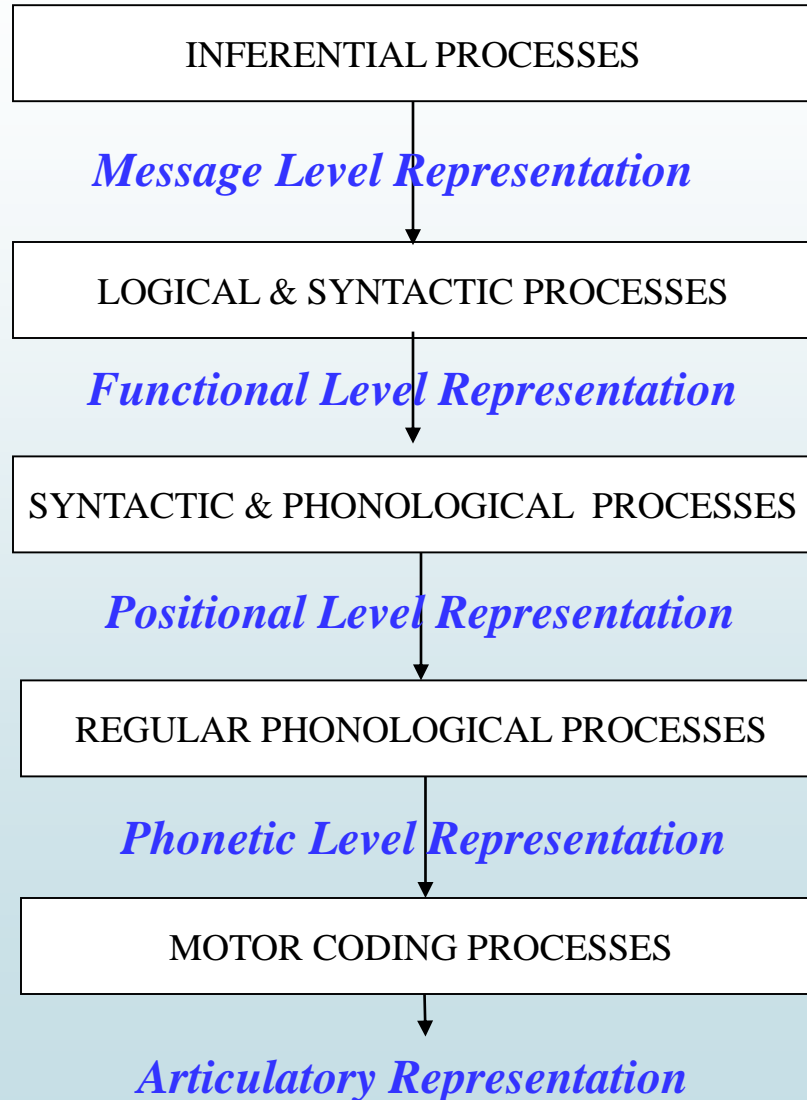 INFERENTIAL PROCESSES
Message Level Representation
LOGICAL & SYNTACTIC PROCESSES
Functional Level Representation
SYNTACTIC & PHONOLOGICAL PROCESSES
Positional Level Representation
REGULAR PHONOLOGICAL PROCESSES
Phonetic Level Representation
MOTOR CODING PROCESSES
Articulatory Representation